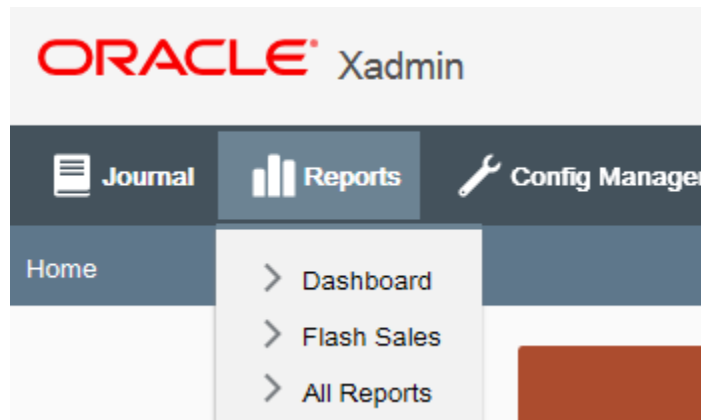 ORACLE® Xadmin
Journal Reports Config Manager
Home
Dashboard
Flash Sales
All Reports